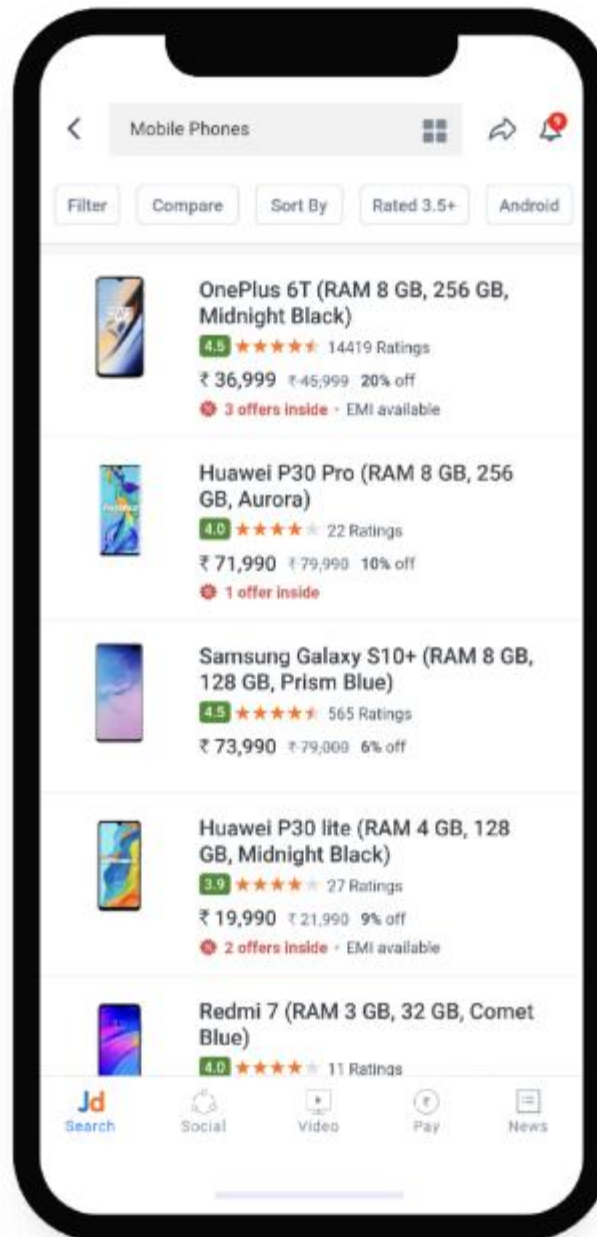 Mobile Phones
9
Filter
Compare
Sort By
Rated 3.5+
Android
OnePlus 6T (RAM 8 GB, 256 GB,
Midnight Black)
4.5 ★★★★★ 14419 Ratings
₹ 36,999 ₹ 45,999 20% off
3 offers inside • EMI available
Huawei P30 Pro (RAM 8 GB, 256
GB, Aurora)
4.0 ★★★★★ 22 Ratings
₹ 71,990 ₹ 79,990 10% off
1 offer inside
Samsung Galaxy S10+ (RAM 8 GB,
128 GB, Prism Blue)
4.5 ★★★★★ 565 Ratings
₹ 73,990 ₹ 79,000 6% off
Huawei P30 lite (RAM 4 GB, 128
GB, Midnight Black)
3.9 ★★★★★ 27 Ratings
₹ 19,990 ₹ 21,990 9% off
2 offers inside • EMI available
Redmi 7 (RAM 3 GB, 32 GB, Comet
Blue)
4.0 ★★★★★ 11 Ratings
Jd
Search
Social
Video
₹
Pay
News